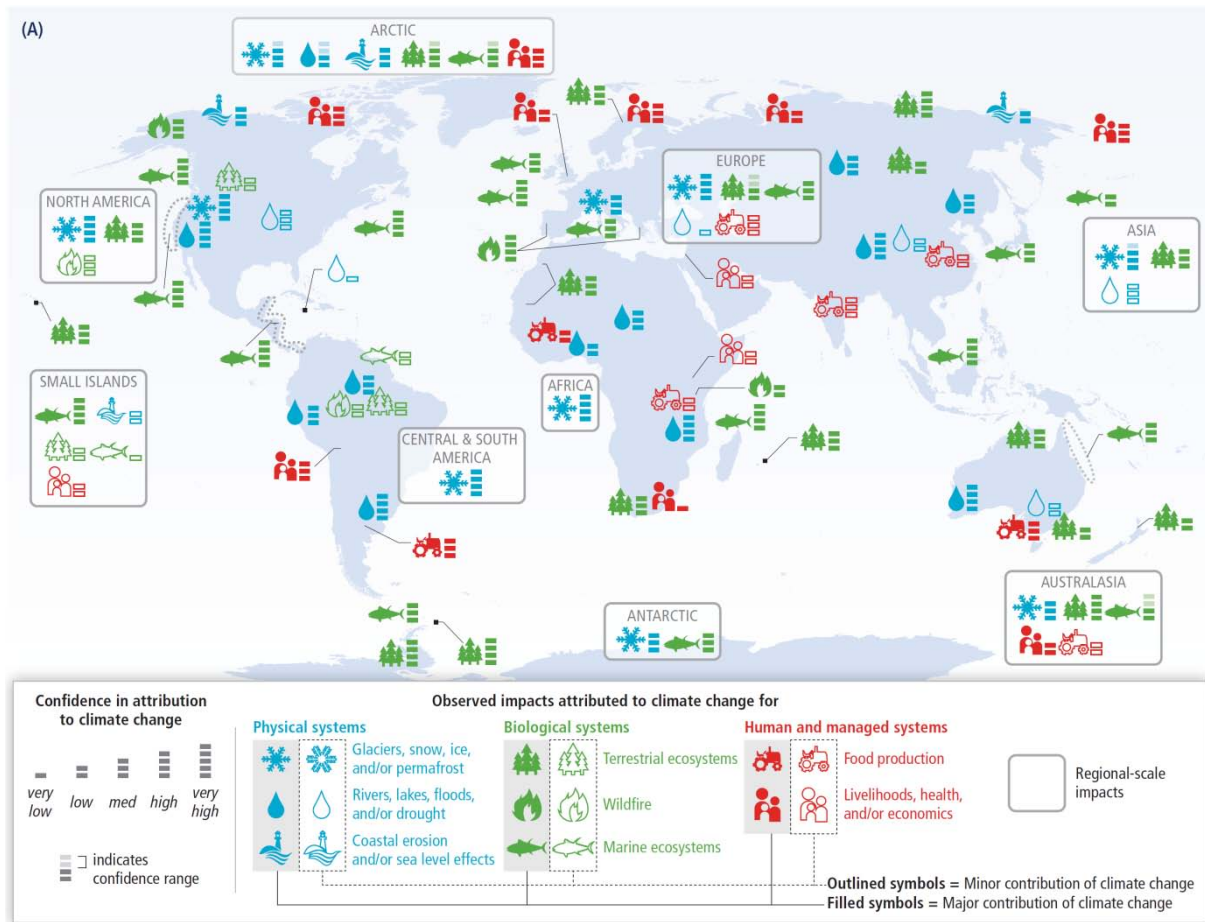 (A)
ARCTIC
EUROPE
NORTH AMERICA
ASIA
SMALL ISLANDS
AFRICA
CENTRAL & SOUTH
AMERICA
ANTARCTIC
AUSTRALASIA
Confidence in attribution
to climate change
very
low
low
med
high
very
high
indicates
confidence range
Observed impacts attributed to climate change for
Physical systems
Glaciers, snow, ice,
and/or permafrost
Rivers, lakes, floods,
and/or drought
Coastal erosion
and/or sea level effects
Biological systems
Terrestrial ecosystems
Wildfire
Marine ecosystems
Human and managed systems
Food production
Livelihoods, health,
and/or economics
Regional-scale
impacts
Outlined symbols = Minor contribution of climate change
Filled symbols = Major contribution of climate change